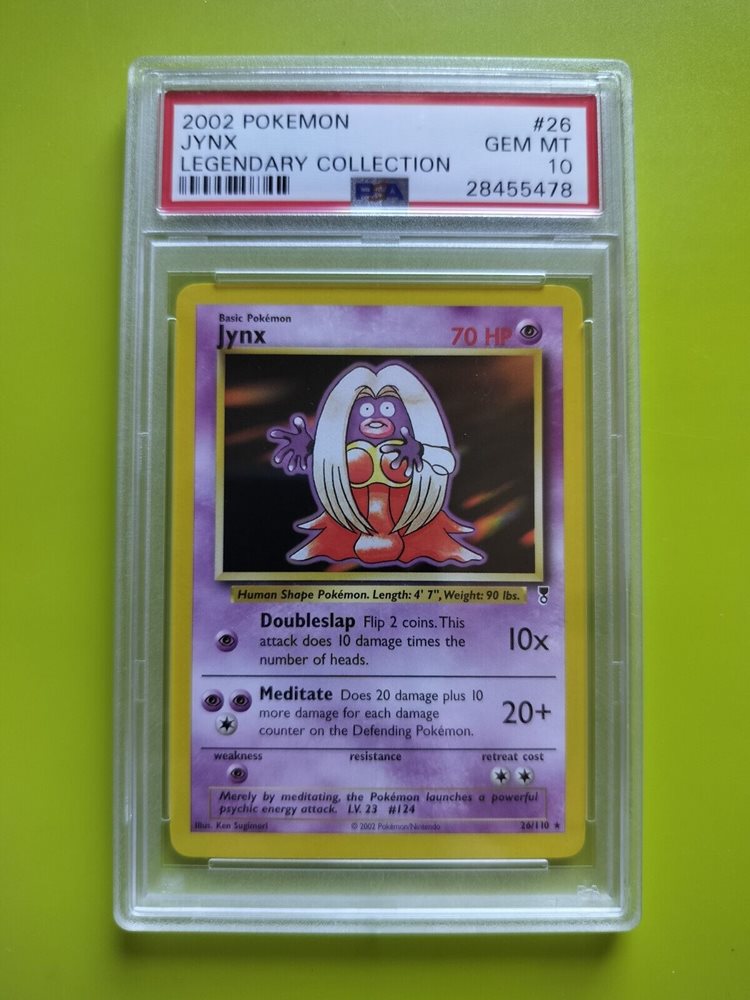 2002 POKEMON #26
JYNX GEM MT
LEGENDARY COLLECTION 10
28455478
PSA
Basic Pokémon
Jynx 70 HP
Human Shape Pokémon. Length: 4' 7", Weight: 90 lbs.
Doubleslap Flip 2 coins. This
attack does 10 damage times the
number of heads.
10x
Meditate Does 20 damage plus 10
more damage for each damage
counter on the Defending Pokémon.
20+
weakness resistance retreat cost
Merely by meditating, the Pokémon launches a powerful
psychic energy attack. LV. 23 #124
Illus. Ken Sugimori © 2002 Pokémon/Nintendo 26/110 ★